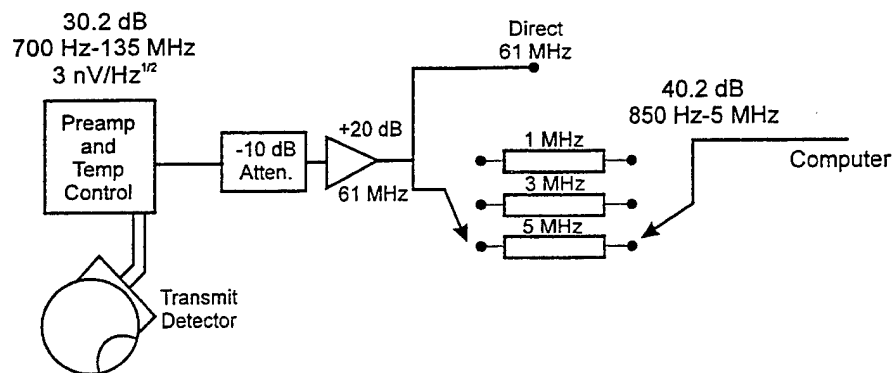 30.2 dB
700 Hz-135 MHz
3 nV/Hz^1/2
Preamp
and
Temp
Control
-10 dB
Atten.
+20 dB
61 MHz
Direct
61 MHz
1 MHz
3 MHz
5 MHz
40.2 dB
850 Hz-5 MHz
Computer
Transmit
Detector